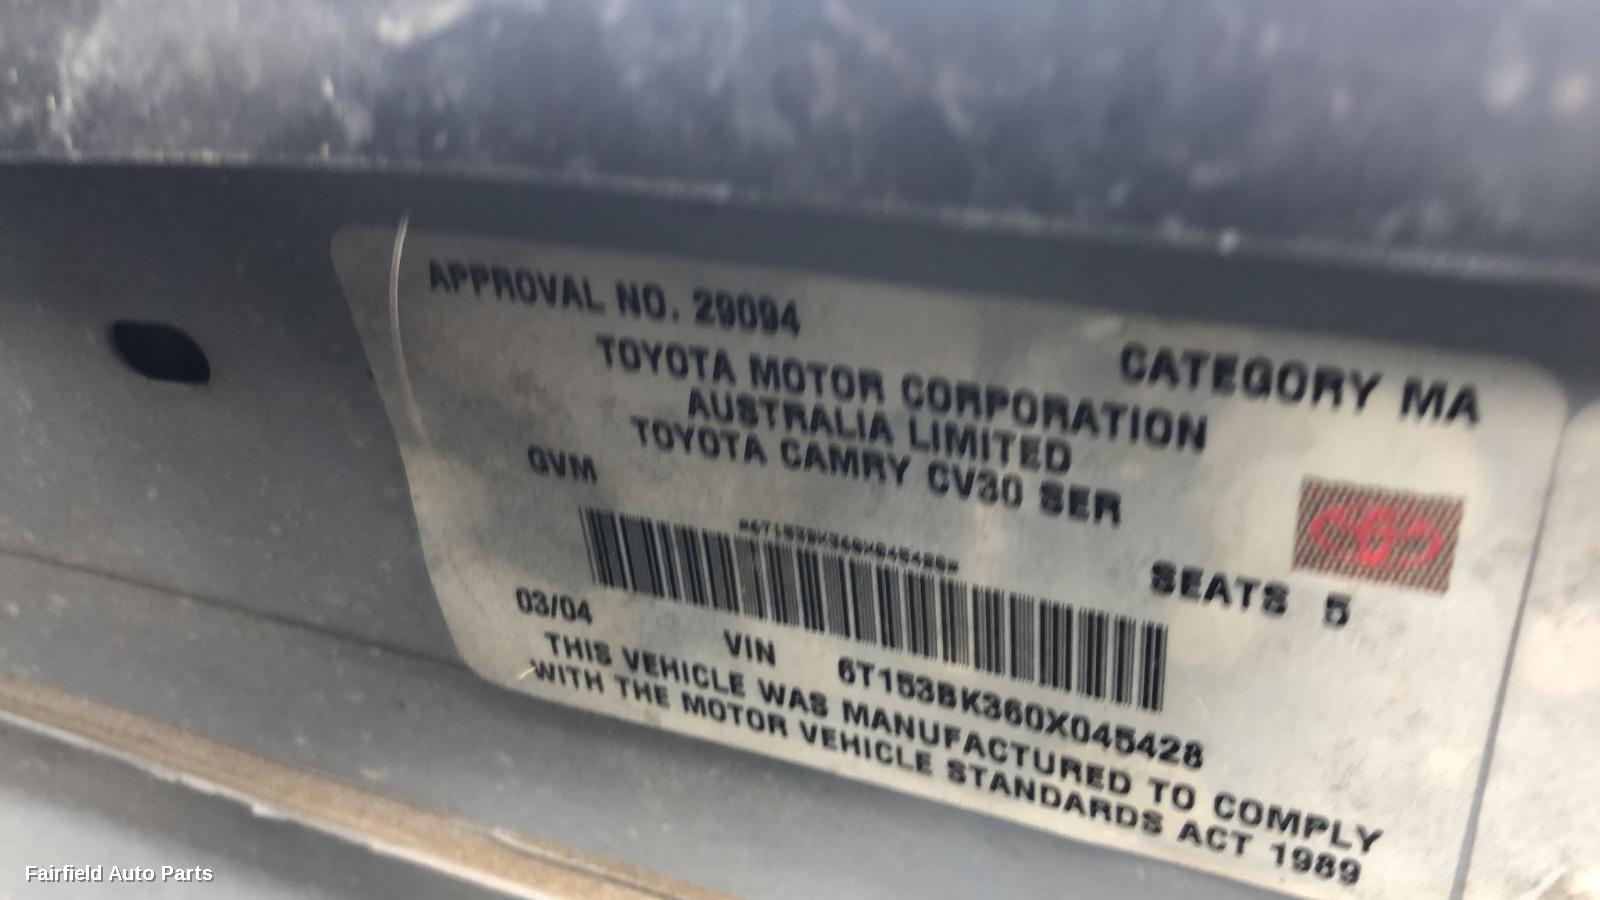 APPROVAL NO. 29094
CATEGORY MA
TOYOTA MOTOR CORPORATION
AUSTRALIA LIMITED
TOYOTA CAMRY CV30 SER
GVM
SEATS 5
03/04
VIN 6T153BK360X045428
THIS VEHICLE WAS MANUFACTURED TO COMPLY
WITH THE MOTOR VEHICLE STANDARDS ACT 1989
Fairfield Auto Parts